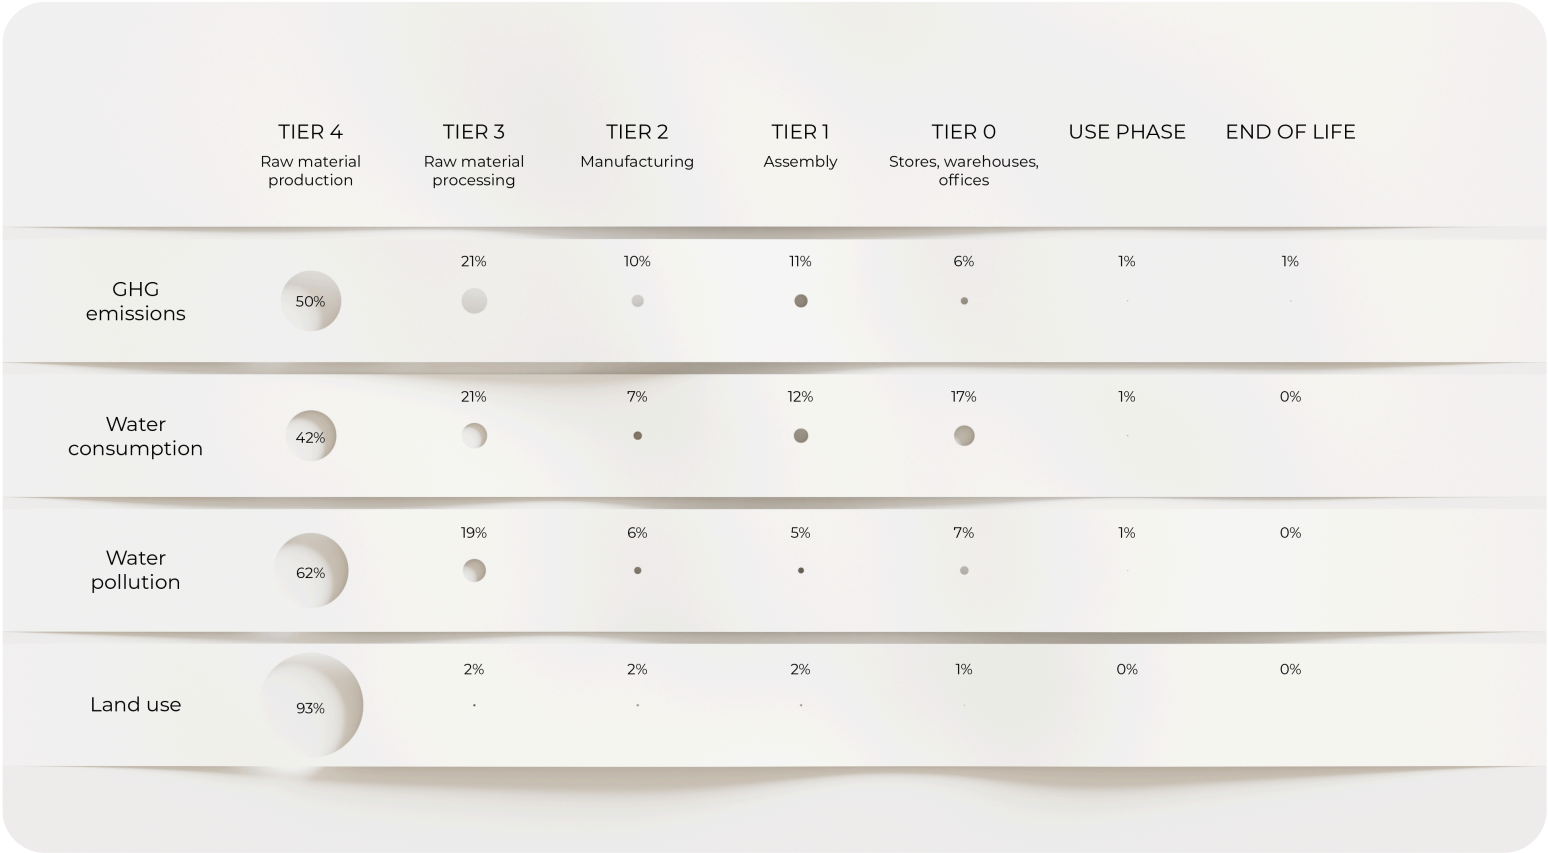 TIER 4
Raw material
production
TIER 3
Raw material
processing
TIER 2
Manufacturing
TIER 1
Assembly
TIER 0
Stores, warehouses,
offices
USE PHASE
END OF LIFE
GHG
emissions
50%
21%
10%
11%
6%
1%
1%
Water
consumption
42%
21%
7%
12%
17%
1%
0%
Water
pollution
62%
19%
6%
5%
7%
1%
0%
Land use
93%
2%
2%
2%
1%
0%
0%